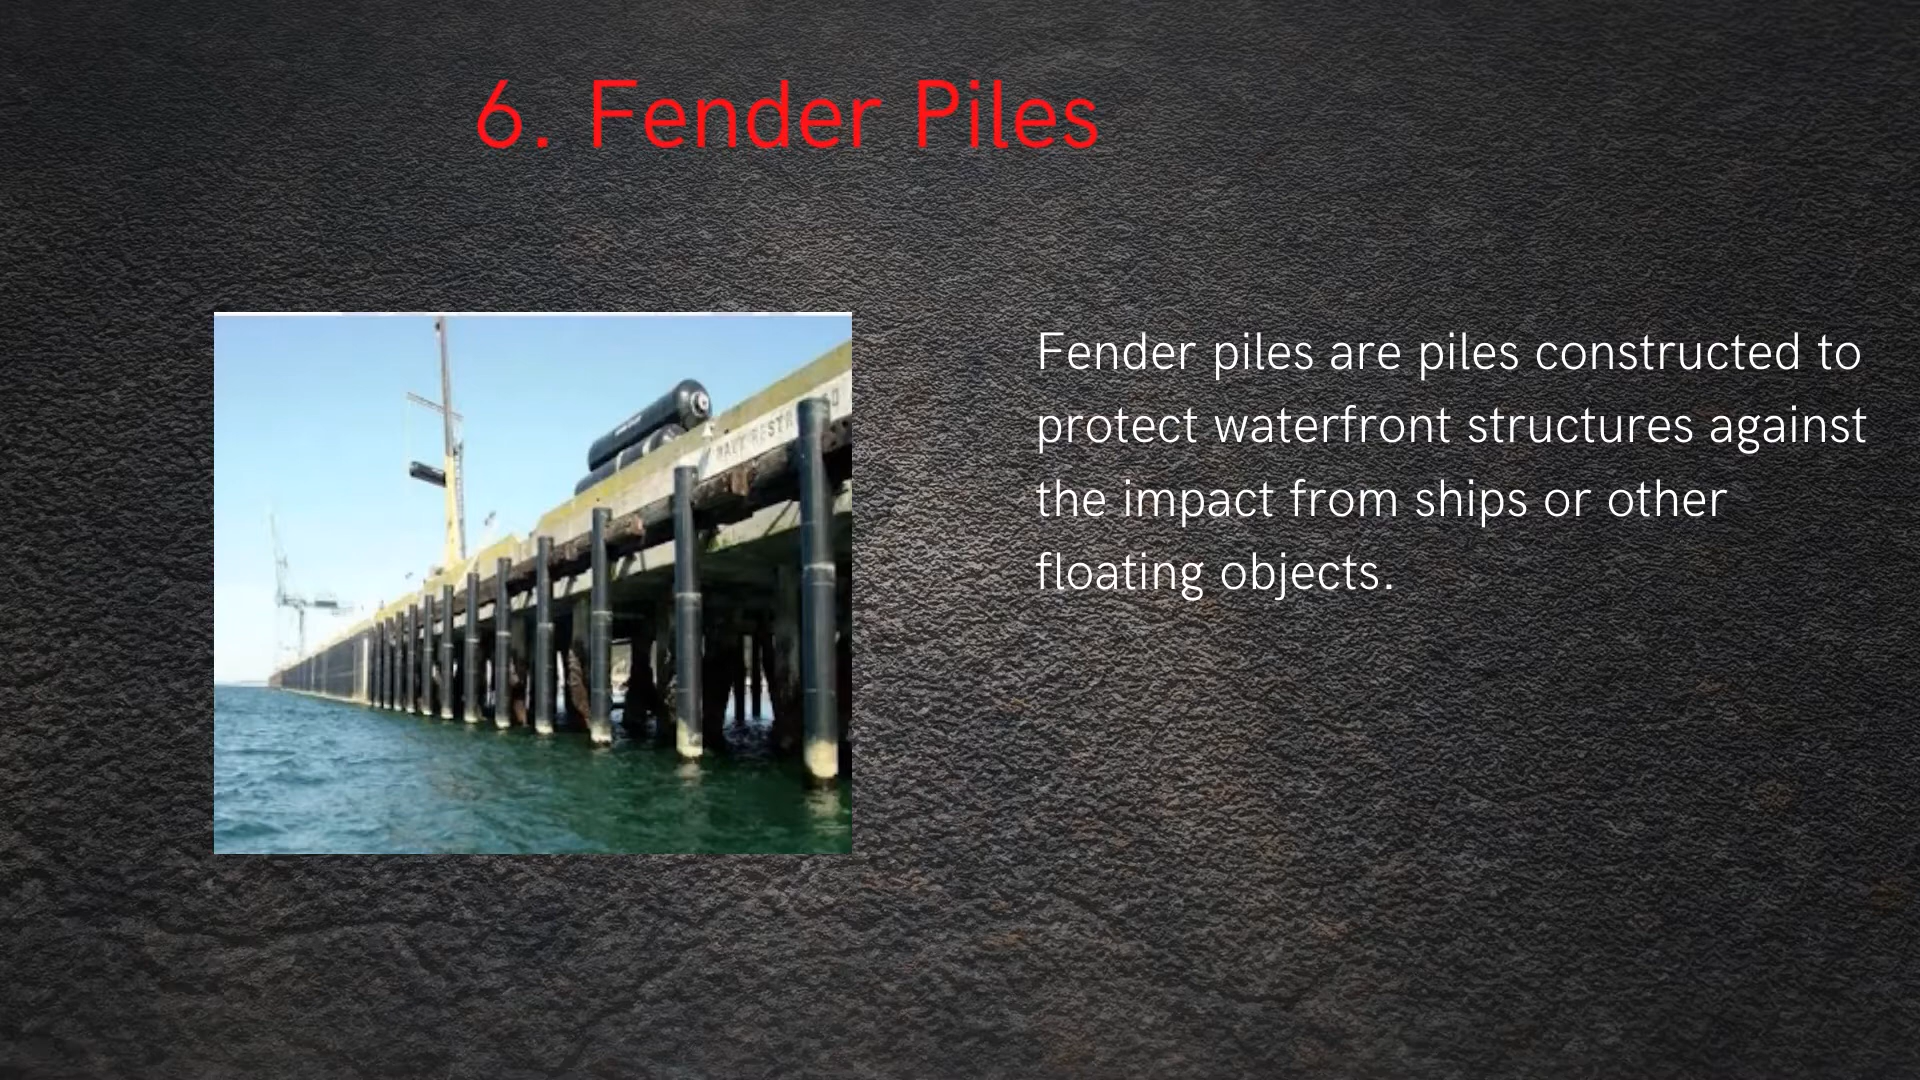 6. Fender Piles
Fender piles are piles constructed to
protect waterfront structures against
the impact from ships or other
floating objects.